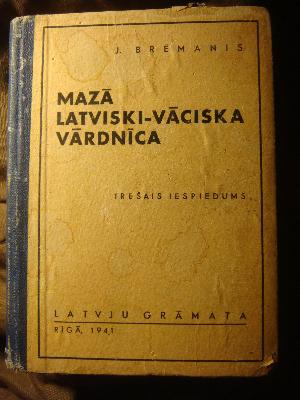 J. BREMANIS
MAZĀ
LATVISKI-VĀCISKA
VĀRDNĪCA
TREŠAIS IESPIEDUMS
LATVJU GRĀMATA
RĪGĀ, 1941